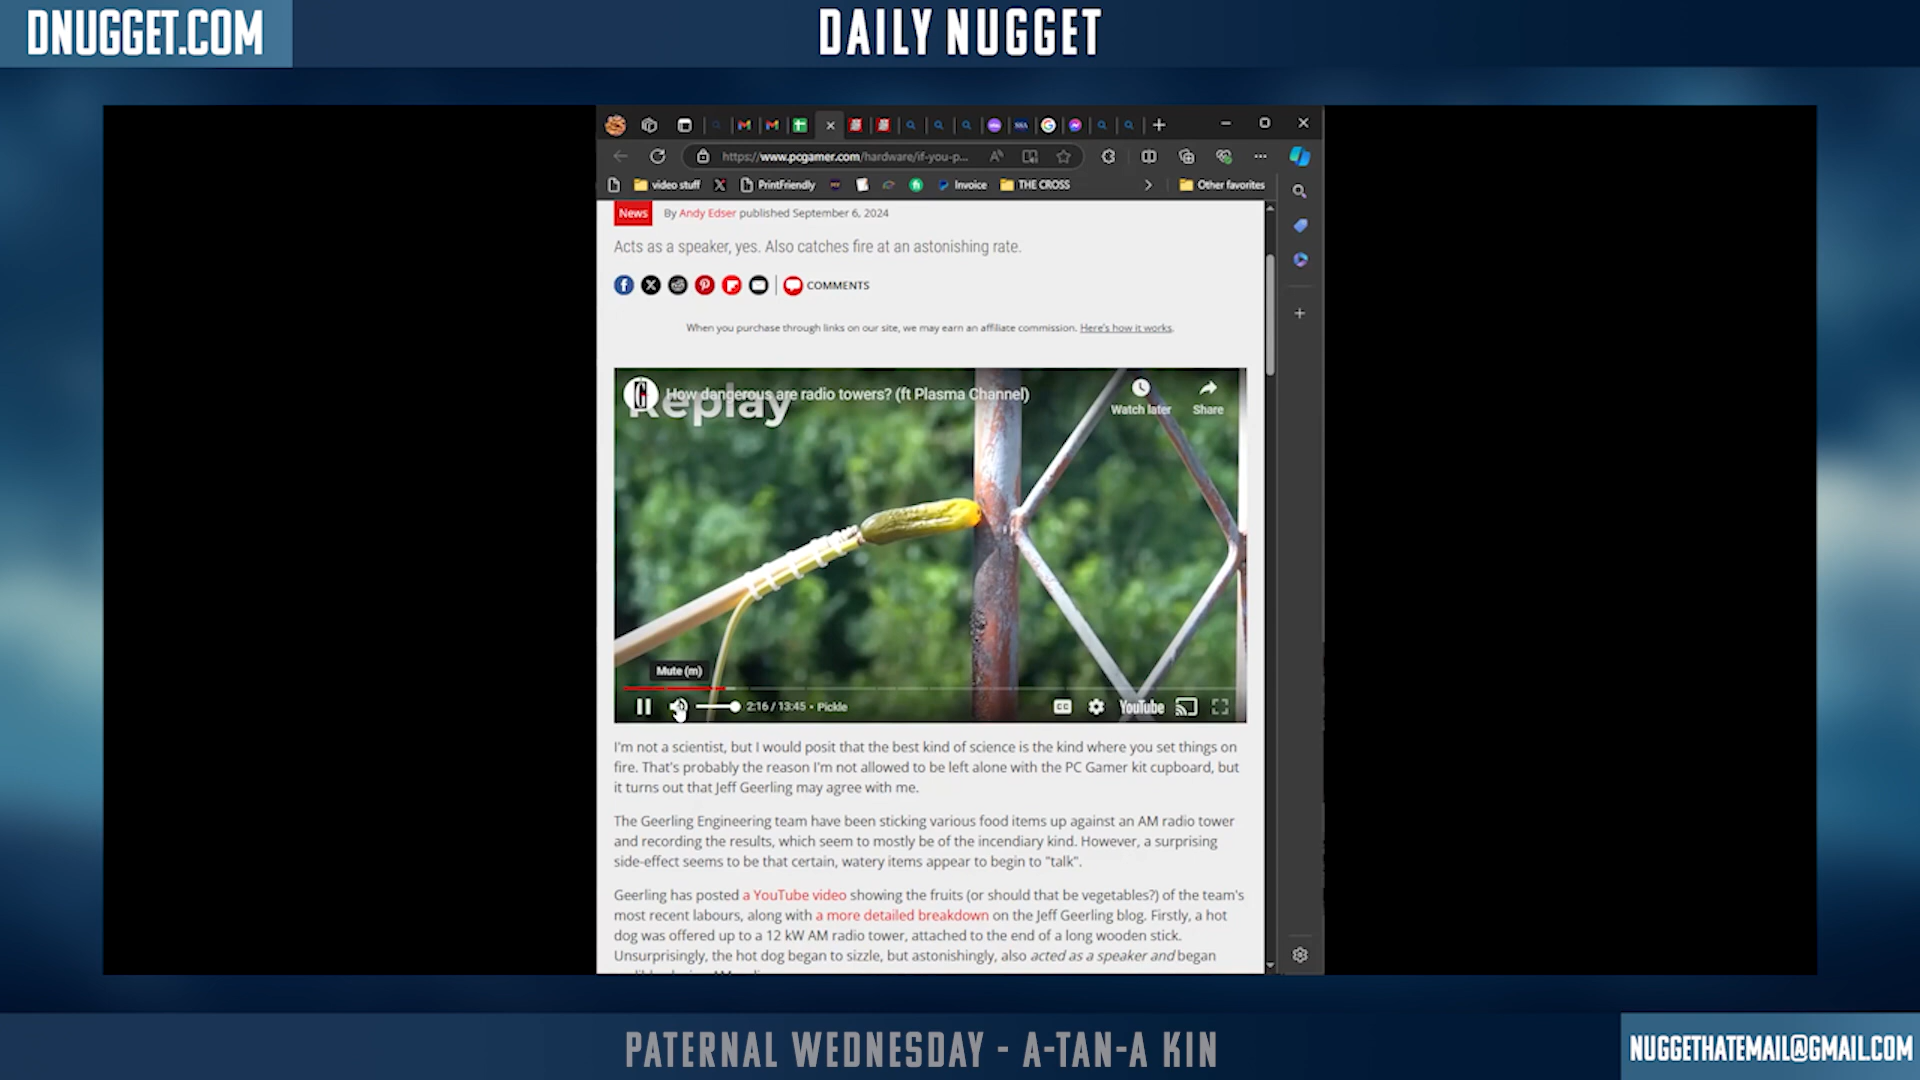 DNUGGET.COM
DAILY NUGGET
https://www.pcgamer.com/hardware/if-you-p...
video stuff
PrintFriendly
Invoice
THE CROSS
Other favorites
News
By Andy Edser published September 6, 2024
Acts as a speaker, yes. Also catches fire at an astonishing rate.
COMMENTS
When you purchase through links on our site, we may earn an affiliate commission. Here's how it works.
How dangerous are radio towers? (ft Plasma Channel)
Replay
Watch later
Share
Mute (m)
2:16 / 13:45 • Pickle
CC
YouTube
I'm not a scientist, but I would posit that the best kind of science is the kind where you set things on
fire. That's probably the reason I'm not allowed to be left alone with the PC Gamer kit cupboard, but
it turns out that Jeff Geerling may agree with me.
The Geerling Engineering team have been sticking various food items up against an AM radio tower
and recording the results, which seem to mostly be of the incendiary kind. However, a surprising
side-effect seems to be that certain, watery items appear to begin to "talk".
Geerling has posted a YouTube video showing the fruits (or should that be vegetables?) of the team's
most recent labours, along with a more detailed breakdown on the Jeff Geerling blog. Firstly, a hot
dog was offered up to a 12 kW AM radio tower, attached to the end of a long wooden stick.
Unsurprisingly, the hot dog began to sizzle, but astonishingly, also acted as a speaker and began
PATERNAL WEDNESDAY - A-TAN-A KIN
NUGGETHATEMAIL@GMAIL.COM